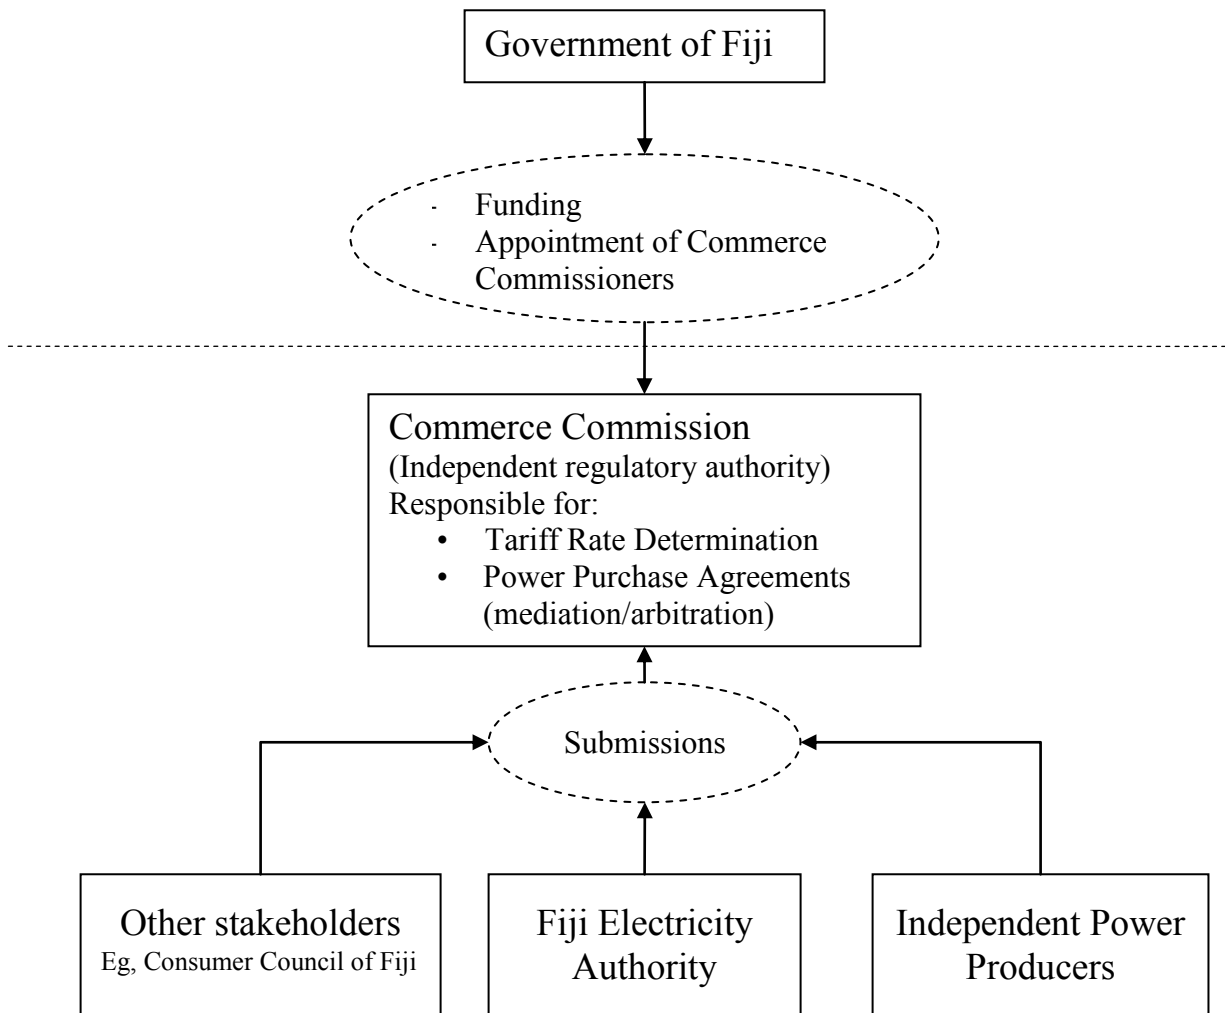 Government of Fiji
- Funding
- Appointment of Commerce
Commissioners
Commerce Commission
(Independent regulatory authority)
Responsible for:
• Tariff Rate Determination
• Power Purchase Agreements
(mediation/arbitration)
Submissions
Other stakeholders
Eg, Consumer Council of Fiji
Fiji Electricity
Authority
Independent Power
Producers